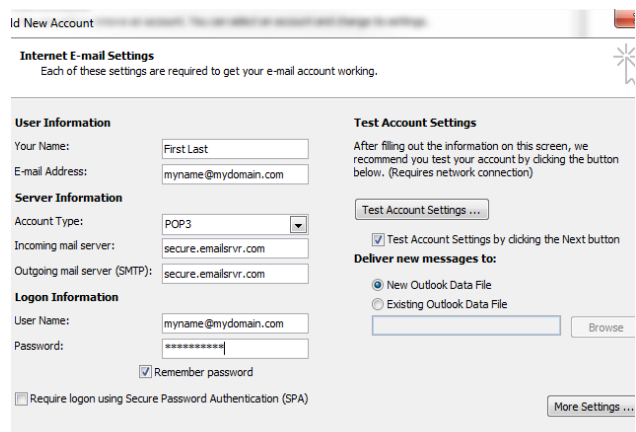 ld New Account
Internet E-mail Settings
Each of these settings are required to get your e-mail account working.
User Information
Your Name:
First Last
E-mail Address:
myname@mydomain.com
Server Information
Account Type:
POP3
Incoming mail server:
secure.emailsrvr.com
Outgoing mail server (SMTP):
secure.emailsrvr.com
Logon Information
User Name:
myname@mydomain.com
Password:
**********
Remember password
Require logon using Secure Password Authentication (SPA)
Test Account Settings
After filling out the information on this screen, we
recommend you test your account by clicking the button
below. (Requires network connection)
Test Account Settings ...
Test Account Settings by clicking the Next button
Deliver new messages to:
New Outlook Data File
Existing Outlook Data File
Browse
More Settings ...